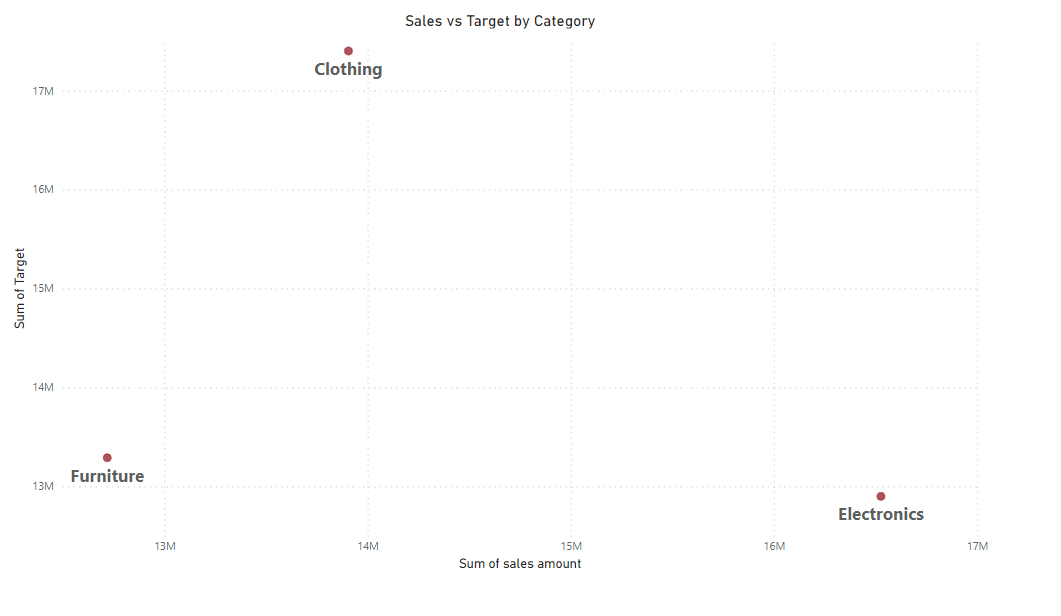 Sales vs Target by Category
Clothing
17M
16M
Sum of Target
15M
14M
Furniture
13M
Electronics
13M
14M
15M
16M
17M
Sum of sales amount